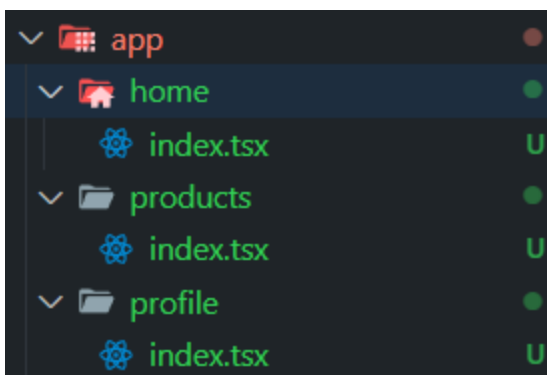 app
home
index.tsx U
products
index.tsx U
profile
index.tsx U